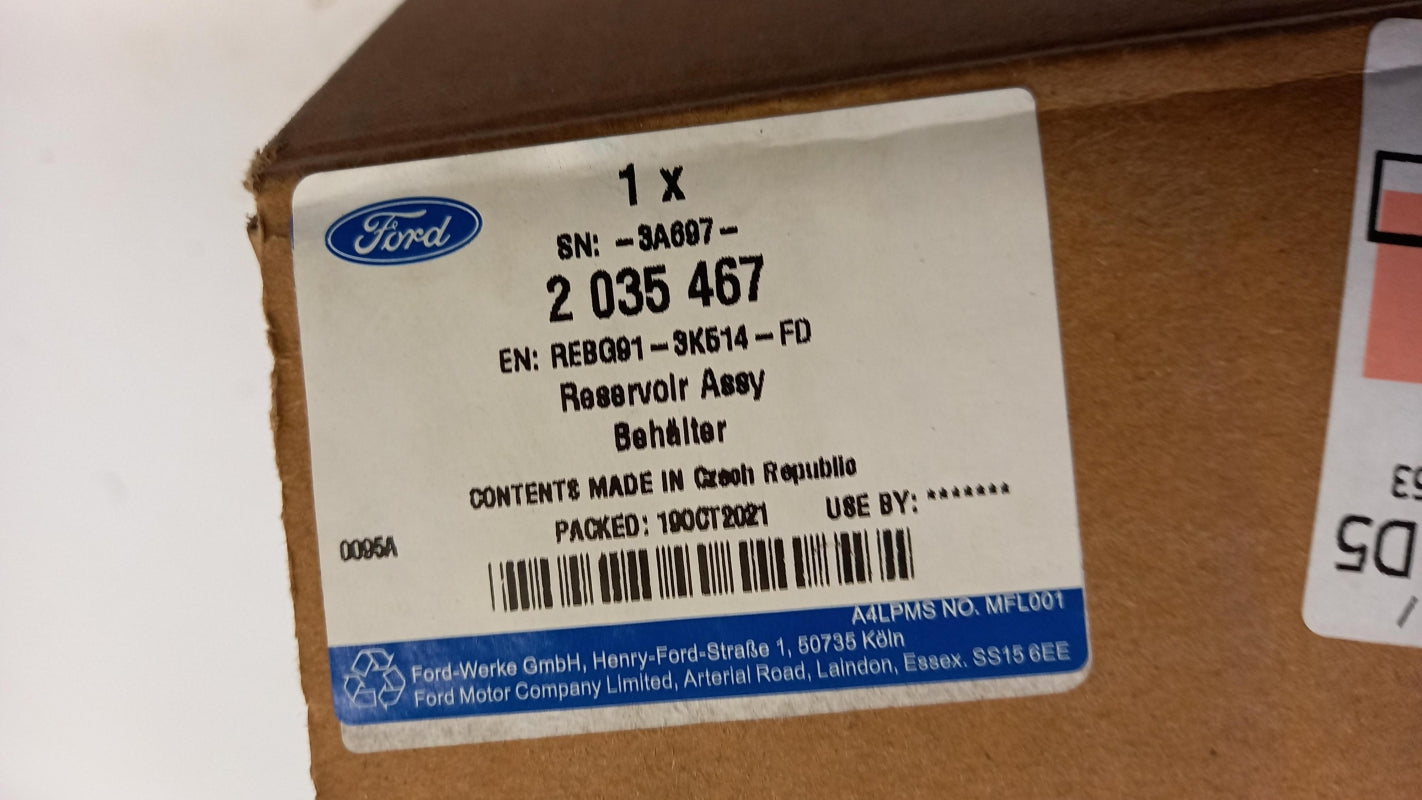 Ford
1 x
SN: -3A697-
2 035 467
EN: REBG91-3K514-FD
Reservoir Assy
Behälter
CONTENTS MADE IN Czech Republic
PACKED: 19OCT2021 USE BY: *******
0095A
A4LPMS NO. MFL001
Ford-Werke GmbH, Henry-Ford-Straße 1, 50735 Köln
Ford Motor Company Limited, Arterial Road, Laindon, Essex. SS15 6EE
D5